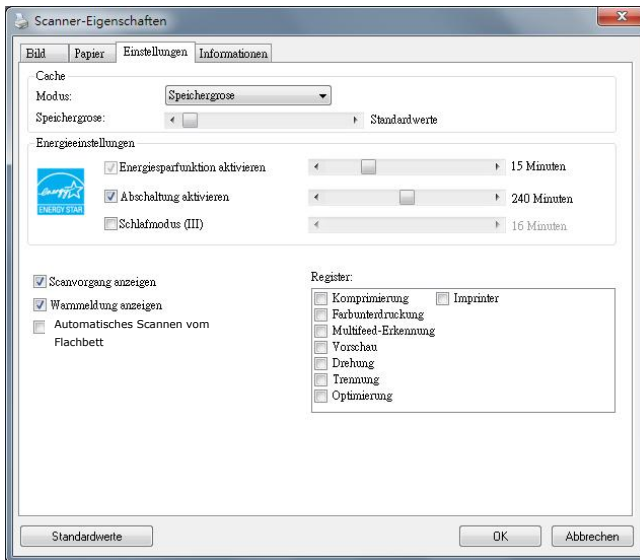 Scanner-Eigenschaften
Bild Papier Einstellungen Informationen
Cache
Modus: Speichergrose
Speichergrose: Standardwerte
Energieeinstellungen
Energiesparfunktion aktivieren 15 Minuten
Abschaltung aktivieren 240 Minuten
Schlafmodus (III) 16 Minuten
energy
ENERGY STAR
Scanvorgang anzeigen
Warnmeldung anzeigen
Automatisches Scannen vom
Flachbett
Register:
Komprimierung Imprinter
Farbunterdruckung
Multifeed-Erkennung
Vorschau
Drehung
Trennung
Optimierung
Standardwerte OK Abbrechen